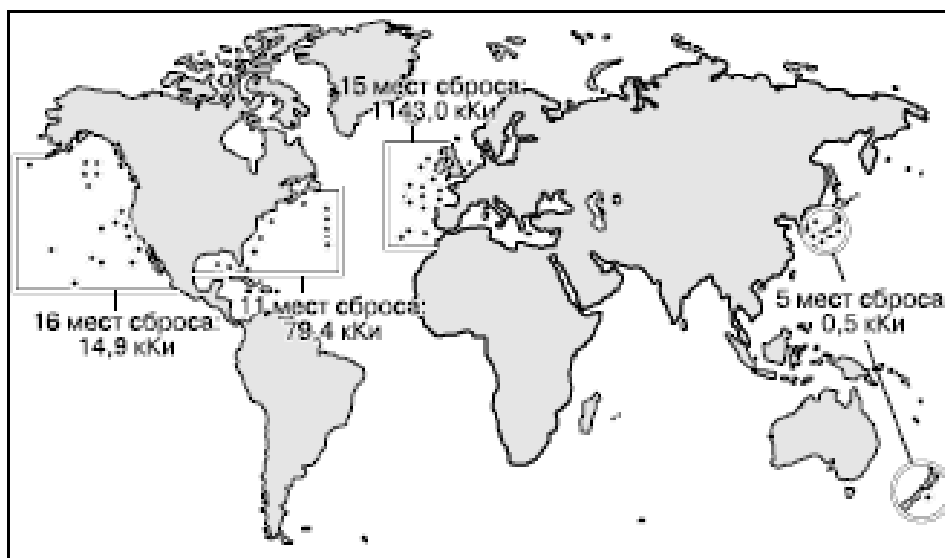 15 мест сброса:
1143,0 кКи
16 мест сброса:
14,9 кКи
11 мест сброса:
79,4 кКи
5 мест сброса:
0,5 кКи